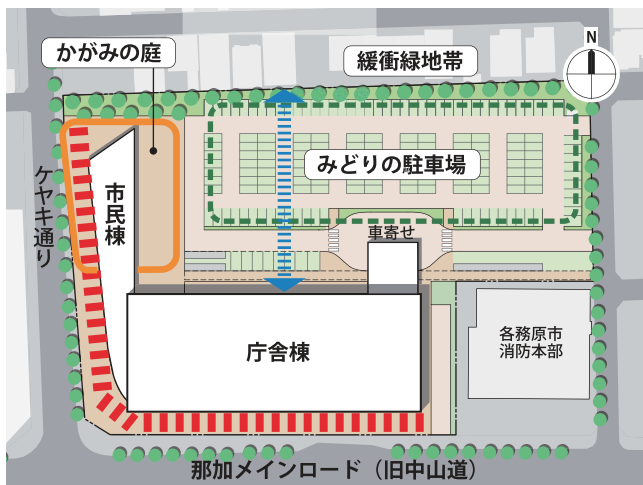 かがみの庭
緩衝緑地帯
N
みどりの駐車場
ケヤキ通り
市民棟
車寄せ
庁舎棟
各務原市
消防本部
那加メインロード（旧中山道）